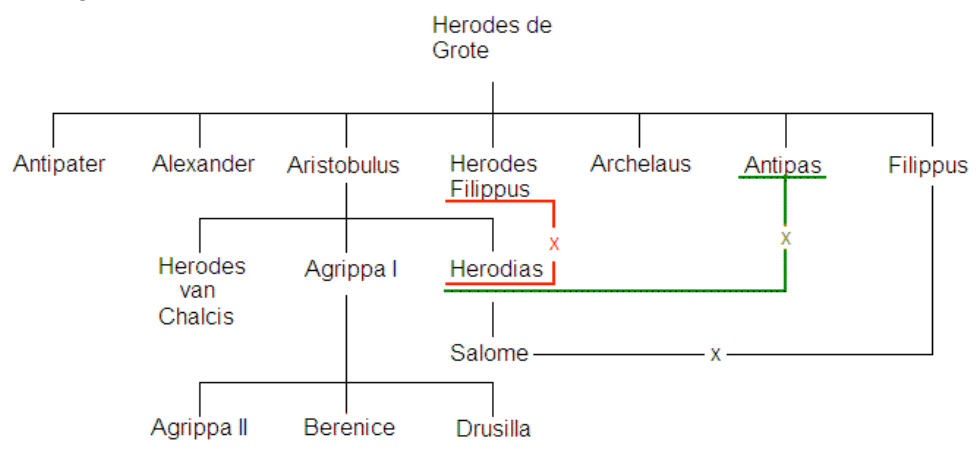 Herodes de
Grote
Antipater
Alexander
Aristobulus
Herodes
Filippus
Archelaus
Antipas
Filippus
x
x
Herodes
van
Chalcis
Agrippa I
Herodias
Salome
x
Agrippa II
Berenice
Drusilla